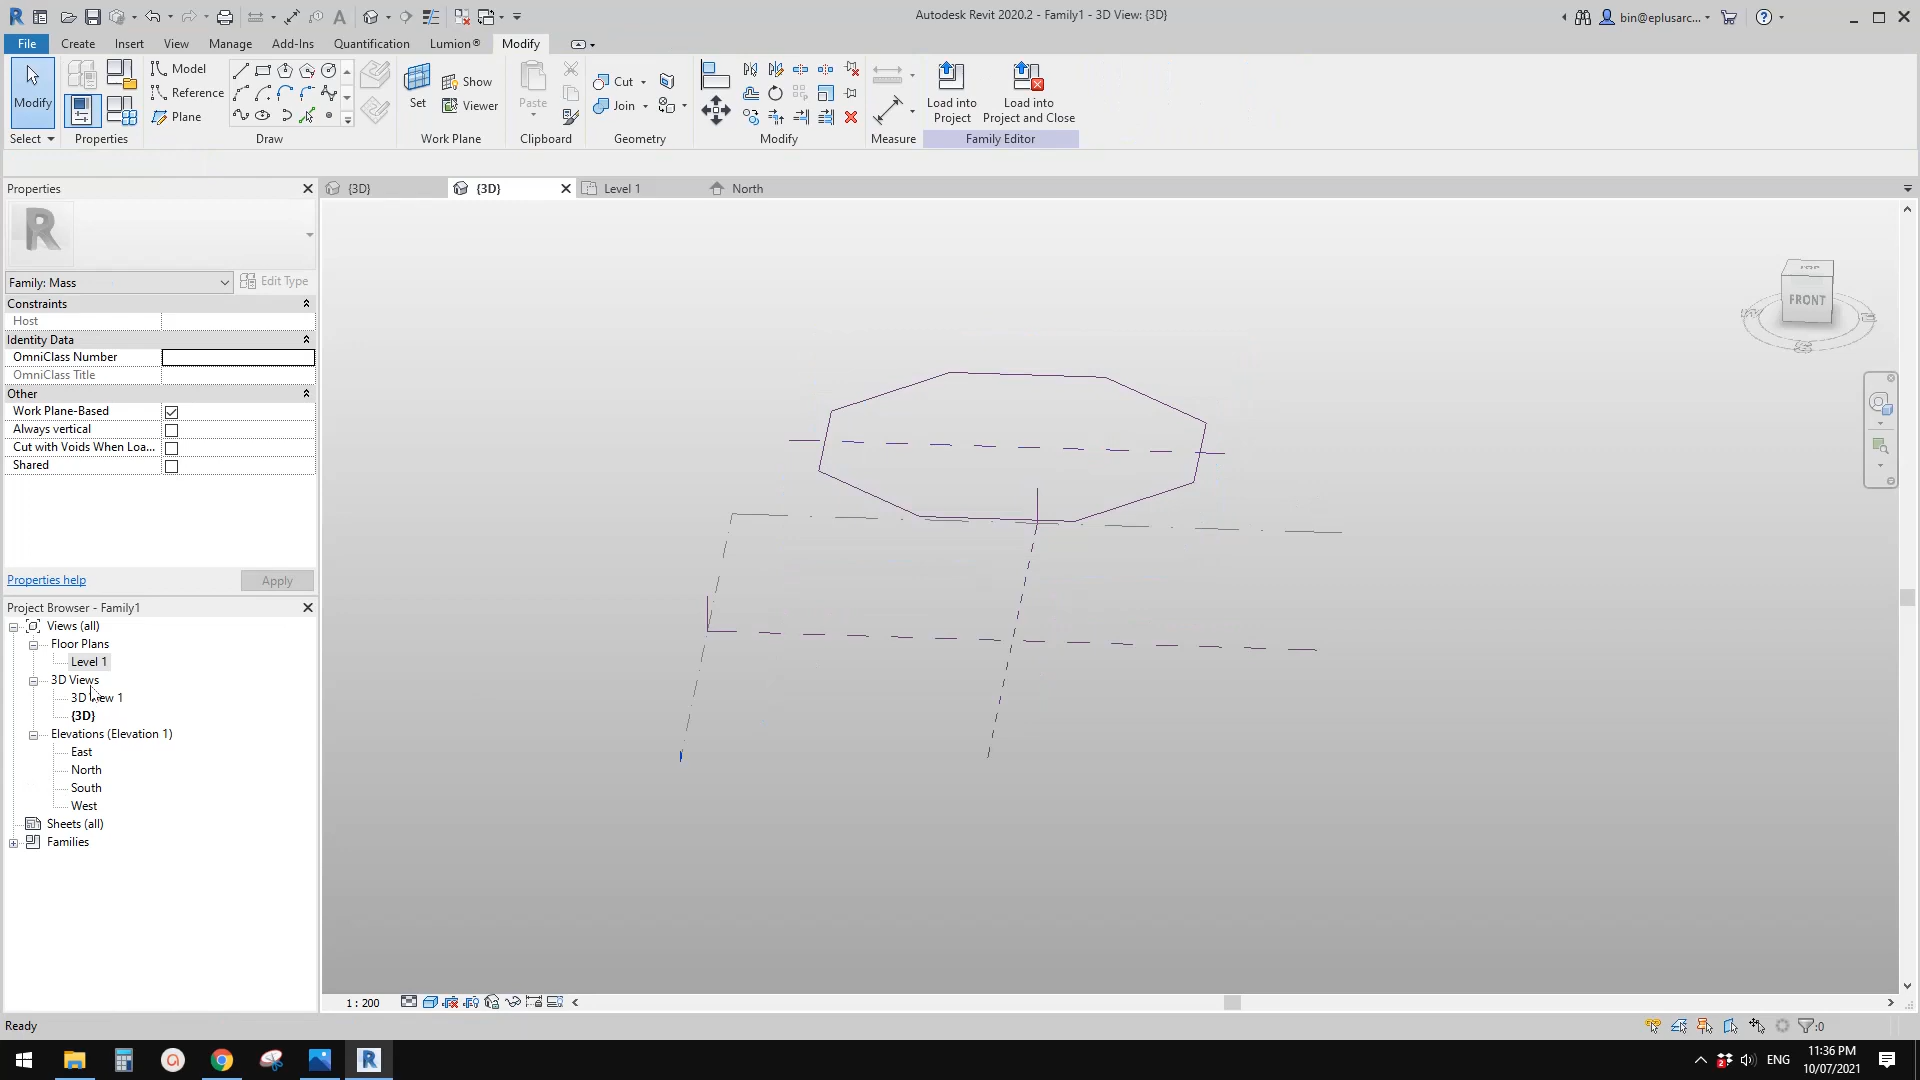 Autodesk Revit 2020.2 - Family1 - 3D View: {3D}
bin@eplusarc...
File Create Insert View Manage Add-Ins Quantification Lumion® Modify
Modify
Model
Reference
Plane
Set
Show
Viewer
Paste
Cut
Join
Load into
Project
Load into
Project and Close
Select Properties Draw Work Plane Clipboard Geometry Modify Measure Family Editor
Properties
{3D} {3D} Level 1 North
R
Family: Mass Edit Type
Constraints
Host
Identity Data
OmniClass Number
OmniClass Title
Other
Work Plane-Based
Always vertical
Cut with Voids When Loa...
Shared
Properties help Apply
TOP
FRONT
Project Browser - Family1
Views (all)
Floor Plans
Level 1
3D Views
3D View 1
{3D}
Elevations (Elevation 1)
East
North
South
West
Sheets (all)
Families
1 : 200
Ready
:0
ENG
11:36 PM
10/07/2021